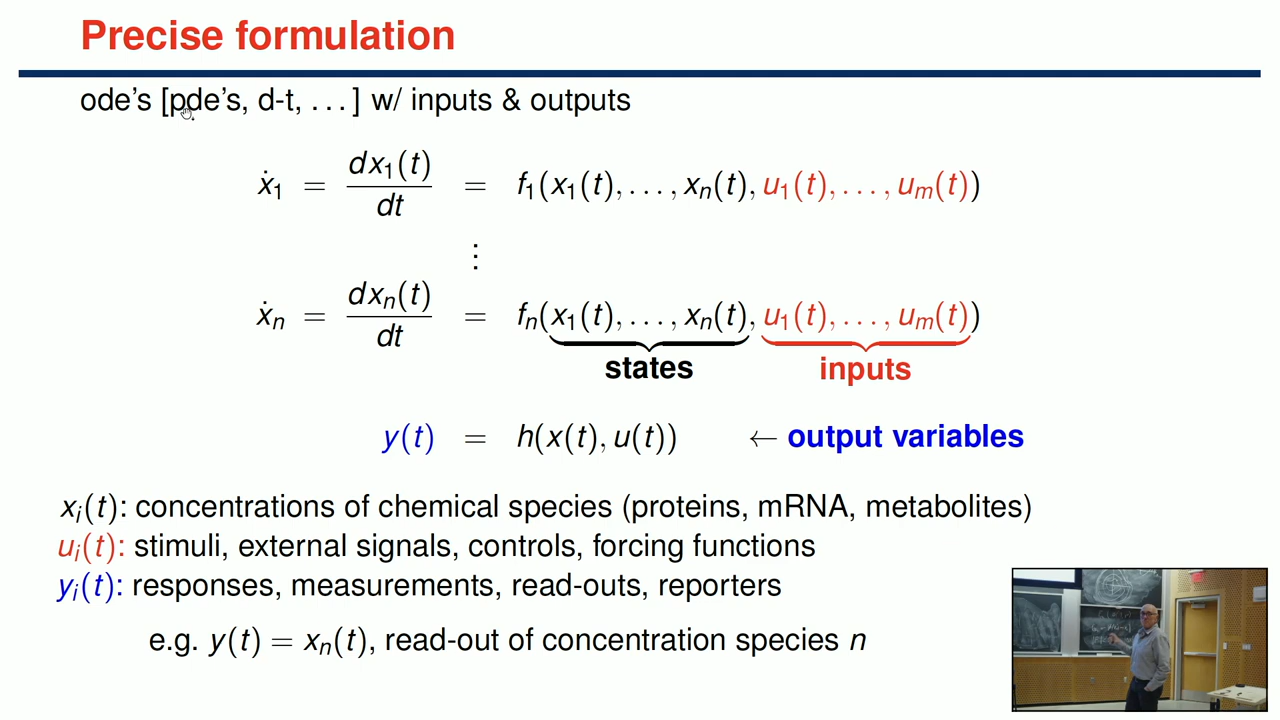 Precise formulation
ode's [pde's, d-t, . . . ] w/ inputs & outputs
ẋ₁ = dx₁(t)/dt = f₁(x₁(t), . . . , xₙ(t), u₁(t), . . . , uₘ(t))
⋮
ẋₙ = dxₙ(t)/dt = fₙ(x₁(t), . . . , xₙ(t), u₁(t), . . . , uₘ(t))
states inputs
y(t) = h(x(t), u(t)) ← output variables
xᵢ(t): concentrations of chemical species (proteins, mRNA, metabolites)
uᵢ(t): stimuli, external signals, controls, forcing functions
yᵢ(t): responses, measurements, read-outs, reporters
e.g. y(t) = xₙ(t), read-out of concentration species n